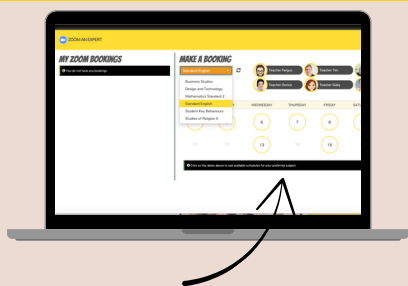 ZOOM AN EXPERT
MY ZOOM BOOKINGS
You do not have any bookings
MAKE A BOOKING
Standard English
Business Studies
Design and Technology
Mathematics Standard 2
Standard English
Student Key Behaviours
Studies of Religion II
Teacher Fergus
Teacher Tim
Teacher Simone
Teacher Gaby
WEDNESDAY THURSDAY FRIDAY SATU
6 7 8
13 15
Click on the dates above to see available schedules for your preferred subject.